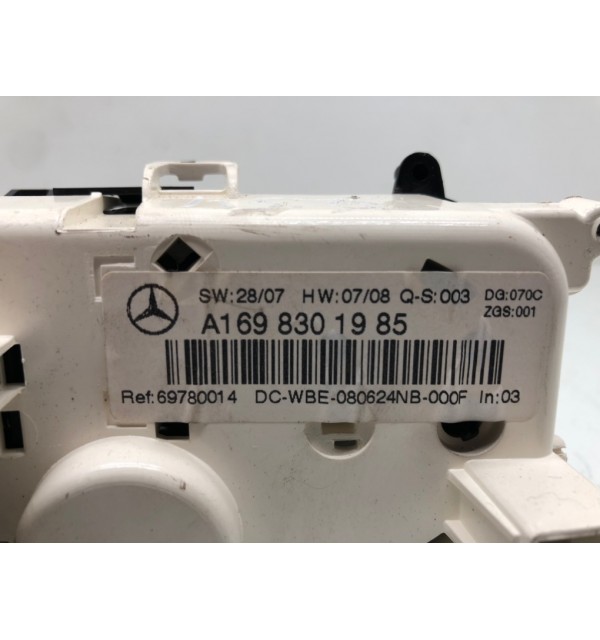 SW:28/07 HW:07/08 Q-S:003 DG:070C
ZGS:001
A169 830 19 85
Ref:69780014 DC-WBE-080624NB-000F In:03